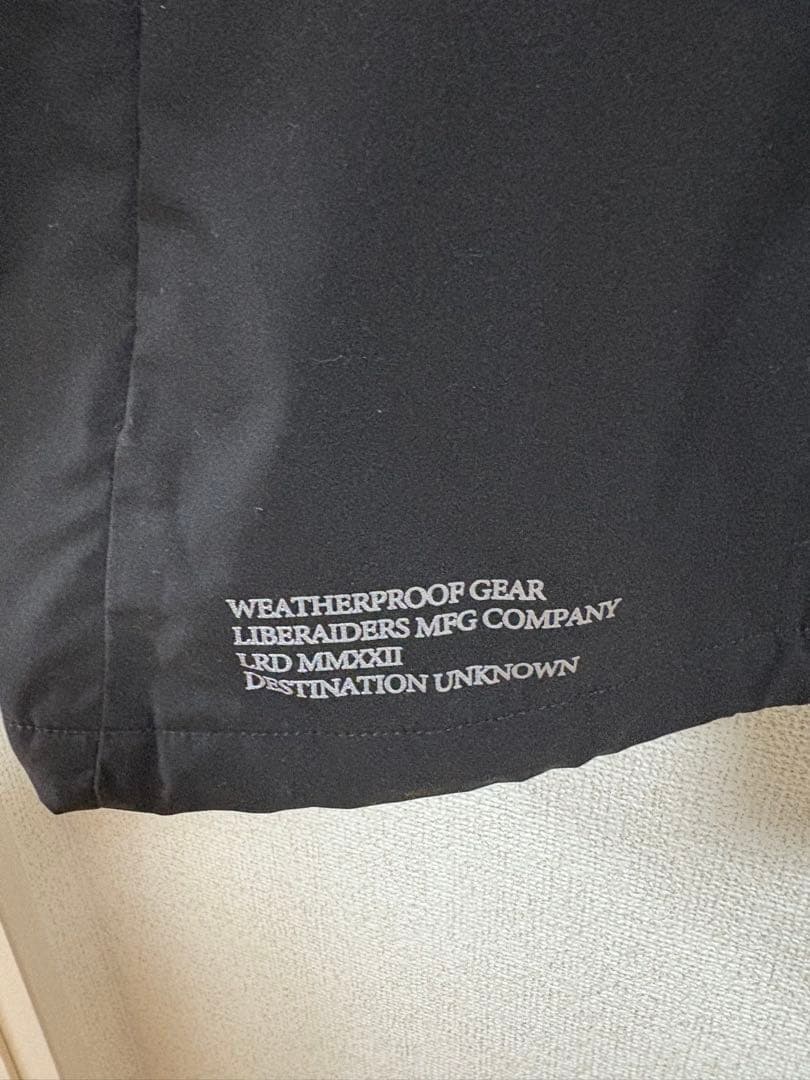 WEATHERPROOF GEAR
LIBERAIDERS MFG COMPANY
LRD MMXXII
DESTINATION UNKNOWN